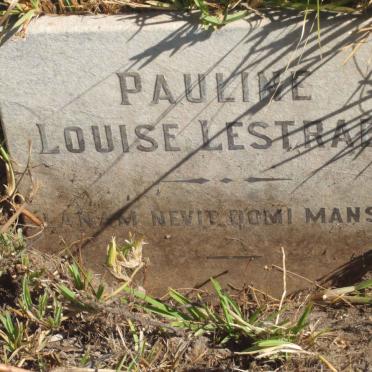 PAULINE
LOUISE LESTRAD
LANAM NEVIT DOMI MANS